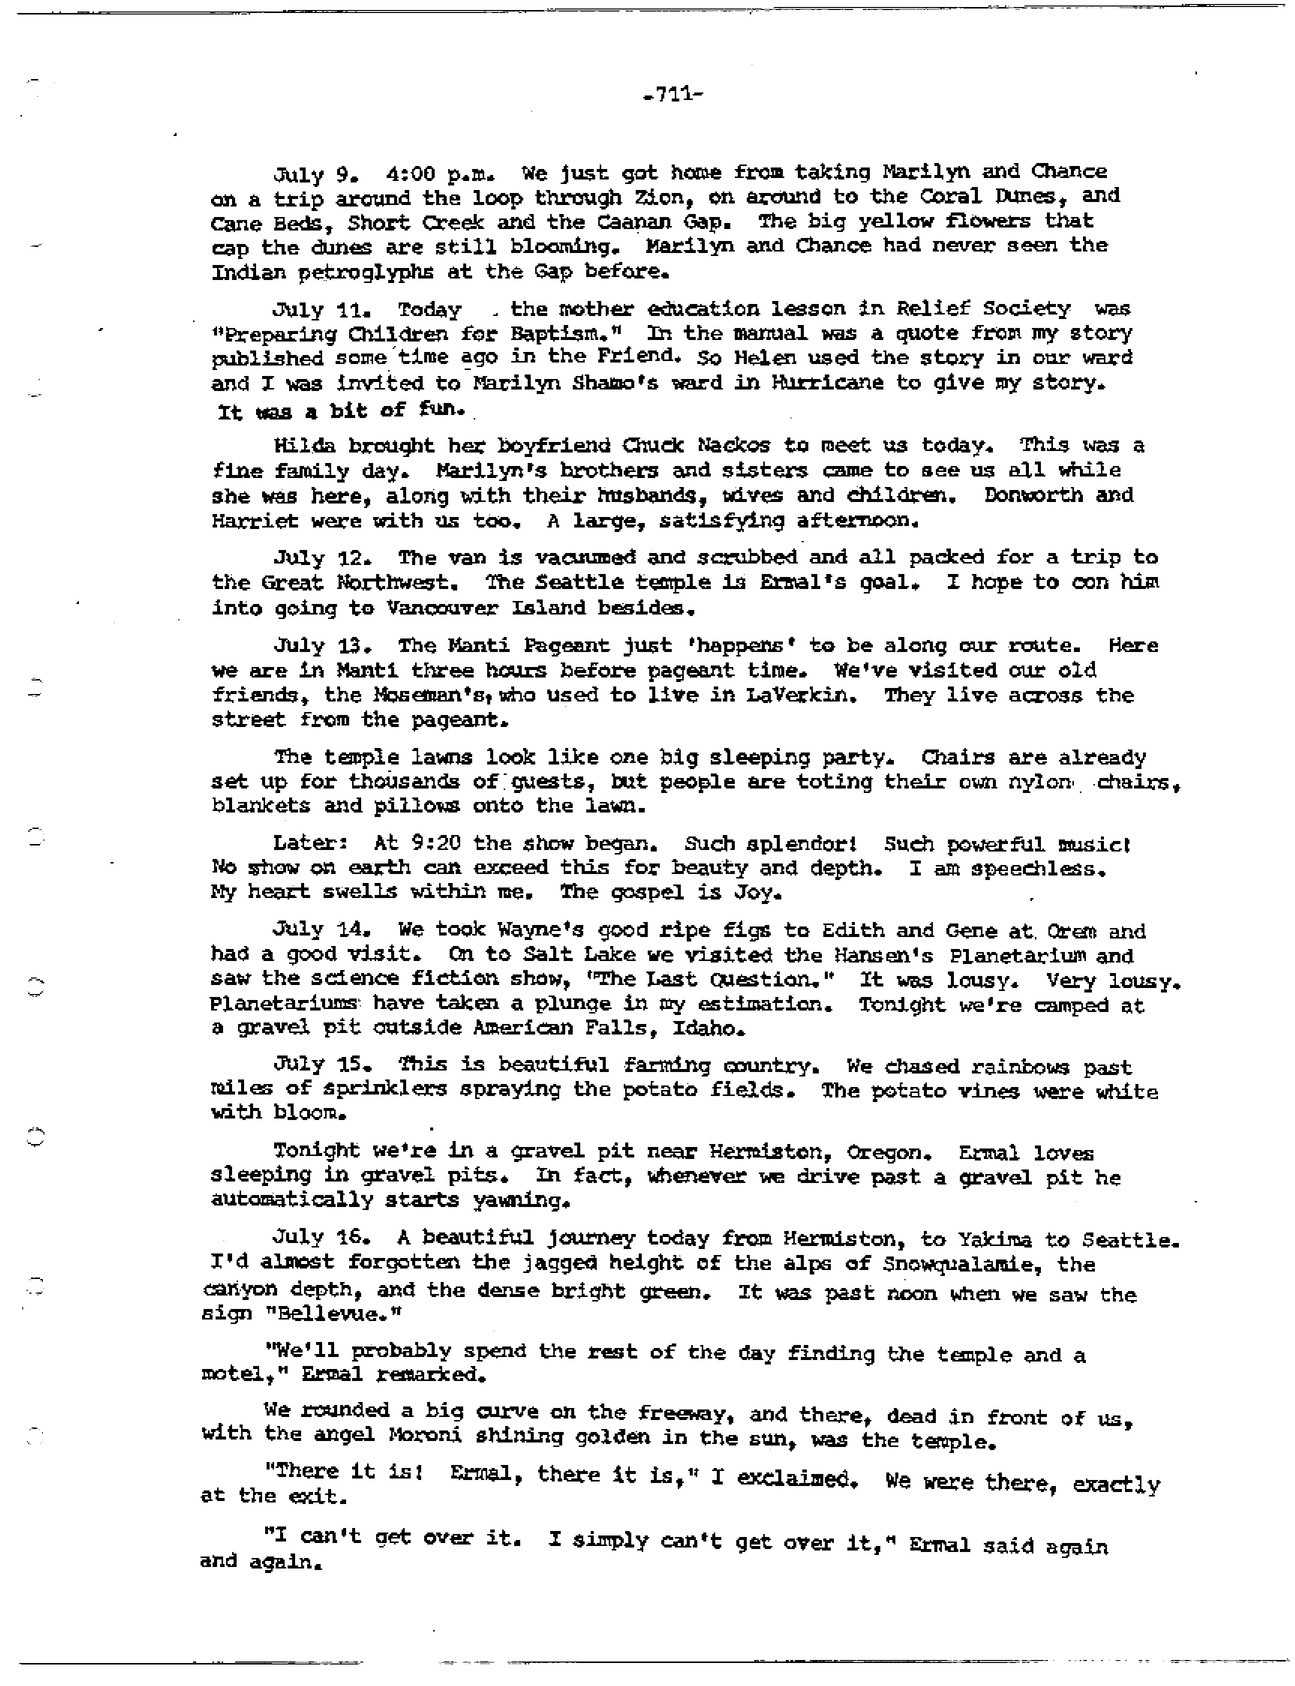 -711-
July 9. 4:00 p.m. We just got home from taking Marilyn and Chance
on a trip around the loop through Zion, on around to the Coral Dunes, and
Cane Beds, Short Creek and the Caanan Gap. The big yellow flowers that
cap the dunes are still blooming. Marilyn and Chance had never seen the
Indian petroglyphs at the Gap before.
July 11. Today the mother education lesson in Relief Society was
"Preparing Children for Baptism." In the manual was a quote from my story
published some time ago in the Friend. So Helen used the story in our ward
and I was invited to Marilyn Shamo's ward in Hurricane to give my story.
It was a bit of fun.
Hilda brought her boyfriend Chuck Nackos to meet us today. This was a
fine family day. Marilyn's brothers and sisters came to see us all while
she was here, along with their husbands, wives and children. Donworth and
Harriet were with us too. A large, satisfying afternoon.
July 12. The van is vacuumed and scrubbed and all packed for a trip to
the Great Northwest. The Seattle temple is Ermal's goal. I hope to con him
into going to Vancouver Island besides.
July 13. The Manti Pageant just 'happens' to be along our route. Here
we are in Manti three hours before pageant time. We've visited our old
friends, the Moseman's, who used to live in LaVerkin. They live across the
street from the pageant.
The temple lawns look like one big sleeping party. Chairs are already
set up for thousands of guests, but people are toting their own nylon chairs,
blankets and pillows onto the lawn.
Later: At 9:20 the show began. Such splendor! Such powerful music!
No show on earth can exceed this for beauty and depth. I am speechless.
My heart swells within me. The gospel is Joy.
July 14. We took Wayne's good ripe figs to Edith and Gene at Orem and
had a good visit. On to Salt Lake we visited the Hansen's Planetarium and
saw the science fiction show, "The Last Question." It was lousy. Very lousy.
Planetariums have taken a plunge in my estimation. Tonight we're camped at
a gravel pit outside American Falls, Idaho.
July 15. This is beautiful farming country. We chased rainbows past
miles of sprinklers spraying the potato fields. The potato vines were white
with bloom.
Tonight we're in a gravel pit near Hermiston, Oregon. Ermal loves
sleeping in gravel pits. In fact, whenever we drive past a gravel pit he
automatically starts yawning.
July 16. A beautiful journey today from Hermiston, to Yakima to Seattle.
I'd almost forgotten the jagged height of the alps of Snowqualamie, the
canyon depth, and the dense bright green. It was past noon when we saw the
sign "Bellevue."
"We'll probably spend the rest of the day finding the temple and a
motel," Ermal remarked.
We rounded a big curve on the freeway, and there, dead in front of us,
with the angel Moroni shining golden in the sun, was the temple.
"There it is! Ermal, there it is," I exclaimed. We were there, exactly
at the exit.
"I can't get over it. I simply can't get over it," Ermal said again
and again.